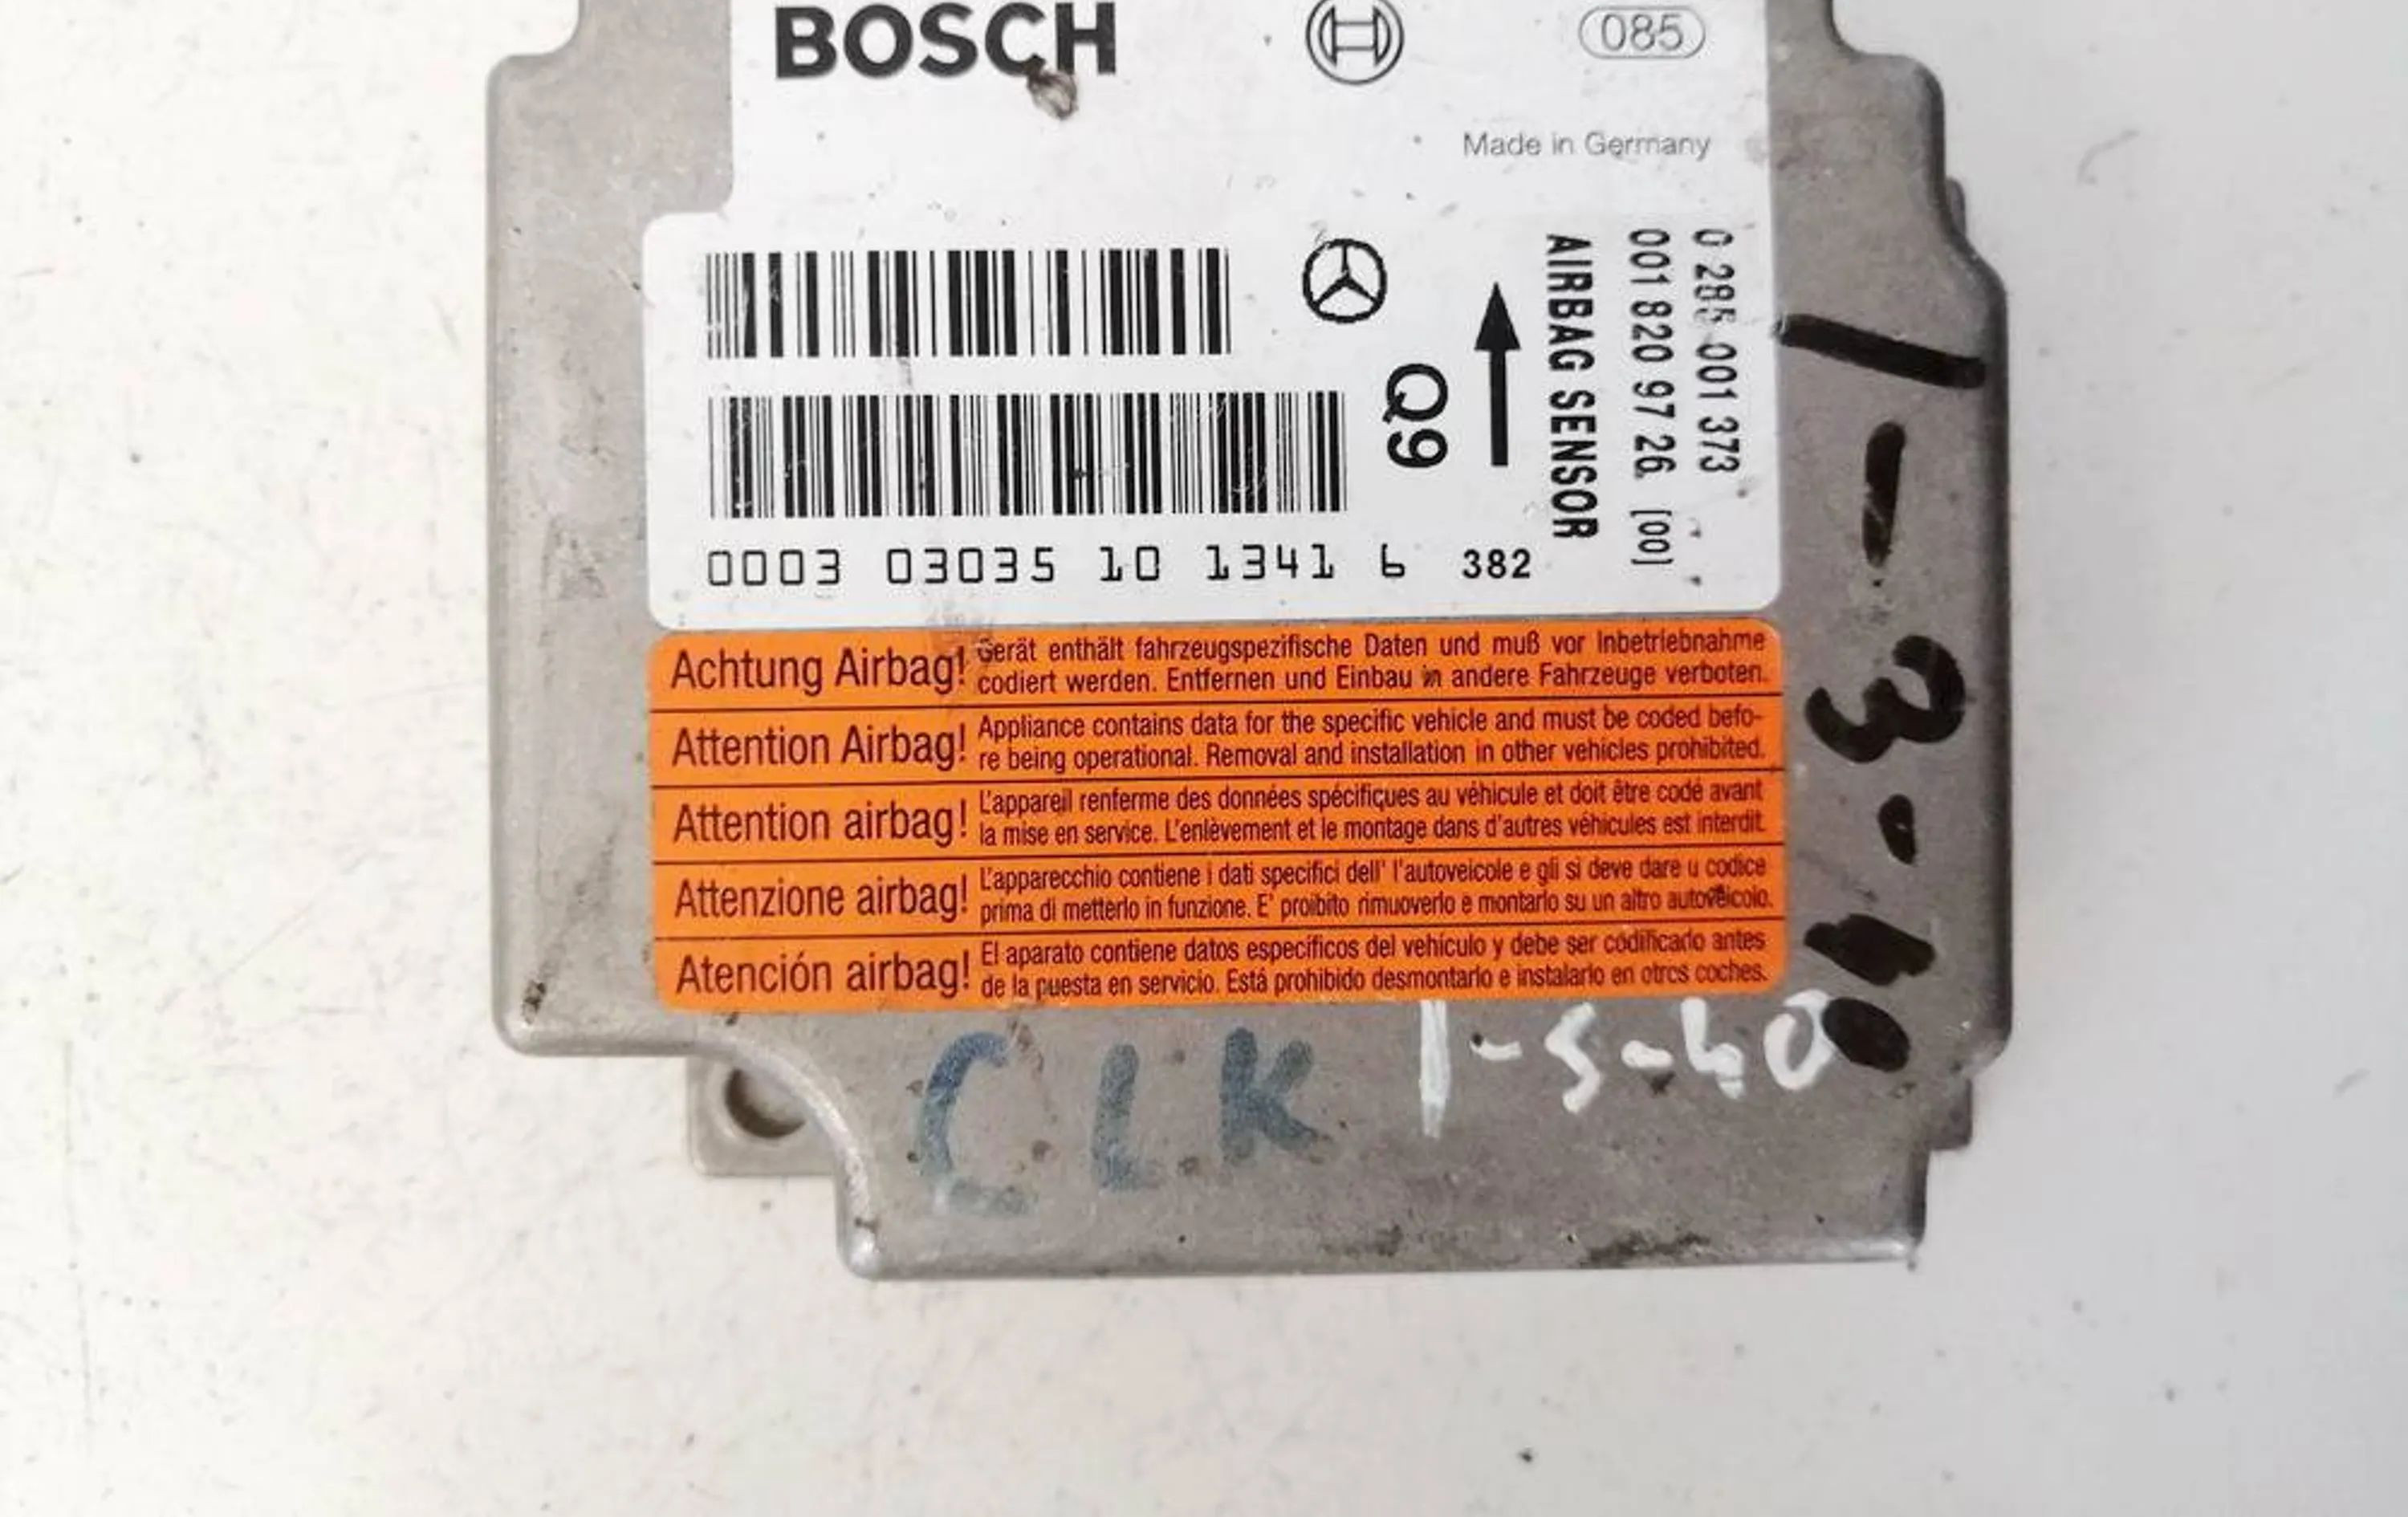 BOSCH
085
Made in Germany
0 285 001 373
001 820 97 26 [00]
AIRBAG SENSOR
Q9
0003 03035 10 1341 6 382
Achtung Airbag! Gerät enthält fahrzeugspezifische Daten und muß vor Inbetriebnahme
codiert werden. Entfernen und Einbau in andere Fahrzeuge verboten.
Attention Airbag! Appliance contains data for the specific vehicle and must be coded befo-
re being operational. Removal and installation in other vehicles prohibited.
Attention airbag! L'appareil renferme des données spécifiques au véhicule et doit être codé avant
la mise en service. L'enlèvement et le montage dans d'autres véhicules est interdit.
Attenzione airbag! L'apparecchio contiene i dati specifici dell' l'autoveicole e gli si deve dare u codice
prima di metterlo in funzione. E' proibito rimuoverlo e montarlo su un altro autoveicolo.
Atención airbag! El aparato contiene datos específicos del vehículo y debe ser codificado antes
de la puesta en servicio. Está prohibido desmontarlo e instalarlo en otros coches.
CLK
1-5-40
1-3-10